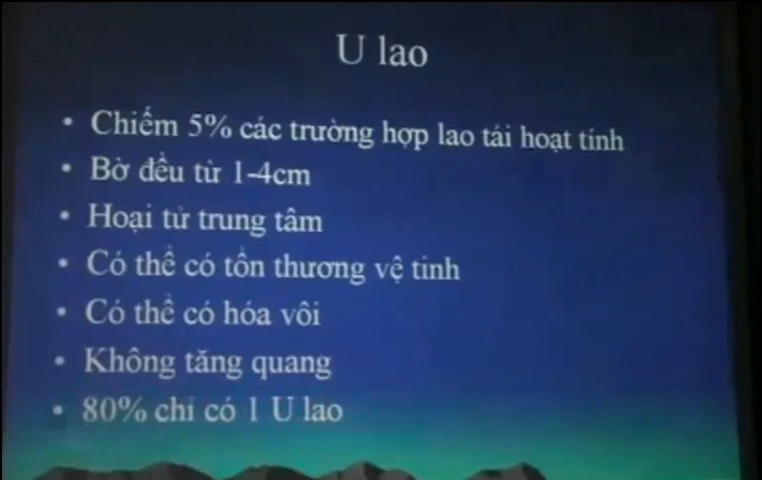 U lao
• Chiếm 5% các trường hợp lao tái hoạt tính
• Bờ đều từ 1-4cm
• Hoại tử trung tâm
• Có thể có tổn thương vệ tinh
• Có thể có hóa vôi
• Không tăng quang
• 80% chỉ có 1 U lao